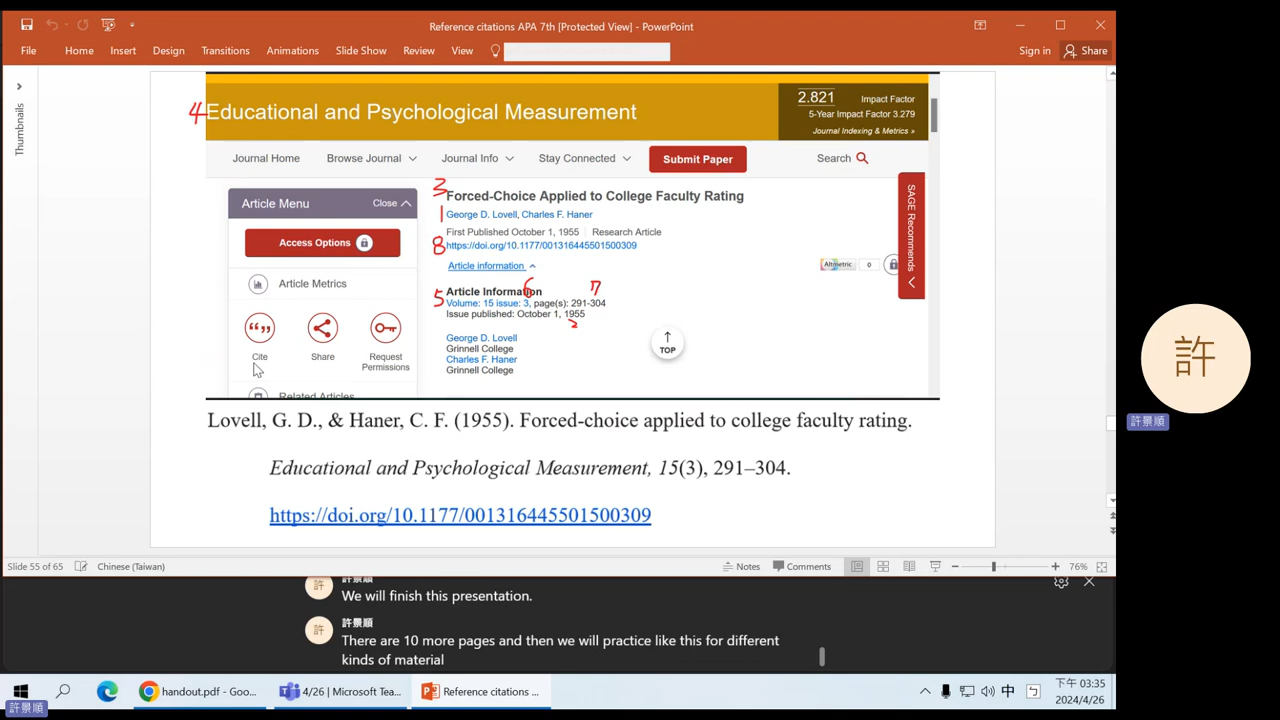 Reference citations APA 7th [Protected View] - PowerPoint
File Home Insert Design Transitions Animations Slide Show Review View Sign in Share
Thumbnails
4 Educational and Psychological Measurement
2.821 Impact Factor
5-Year Impact Factor 3.279
Journal Indexing & Metrics »
Journal Home Browse Journal Journal Info Stay Connected Submit Paper Search
Article Menu Close
Access Options
Article Metrics
Cite Share Request Permissions
Related Articles
3 Forced-Choice Applied to College Faculty Rating
1 George D. Lovell, Charles F. Haner
First Published October 1, 1955 Research Article
8 https://doi.org/10.1177/001316445501500309
Article information
Altmetric 0
SAGE Recommends
Article Information 6 7
5 Volume: 15 issue: 3, page(s): 291-304
Issue published: October 1, 1955
2
George D. Lovell
Grinnell College
Charles F. Haner
Grinnell College
TOP
Lovell, G. D., & Haner, C. F. (1955). Forced-choice applied to college faculty rating.
Educational and Psychological Measurement, 15(3), 291–304.
https://doi.org/10.1177/001316445501500309
Slide 55 of 65 Chinese (Taiwan) Notes Comments 76%
許景順
許 We will finish this presentation.
許景順
許 There are 10 more pages and then we will practice like this for different
kinds of material
許
許景順
handout.pdf - Goo... 4/26 | Microsoft Tea... Reference citations ... 中 下午 03:35
2024/4/26
許景順